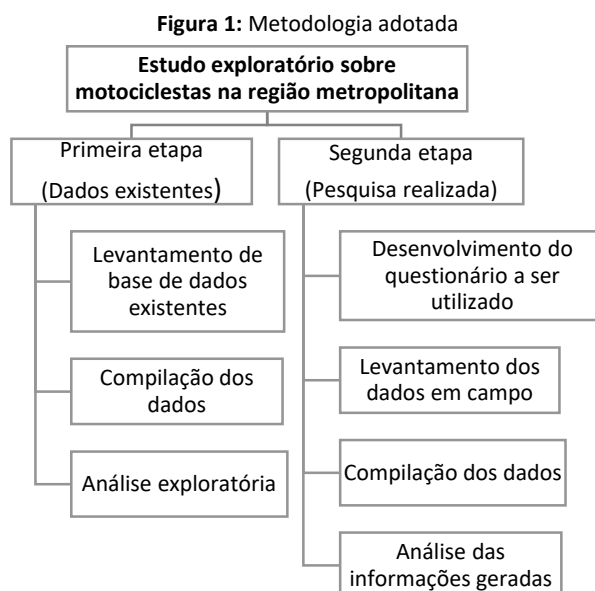 Figura 1: Metodologia adotada
Estudo exploratório sobre
motociclestas na região metropolitana
Primeira etapa
(Dados existentes)
Levantamento de
base de dados
existentes
Compilação dos
dados
Análise exploratória
Segunda etapa
(Pesquisa realizada)
Desenvolvimento do
questionário a ser
utilizado
Levantamento dos
dados em campo
Compilação dos dados
Análise das
informações geradas